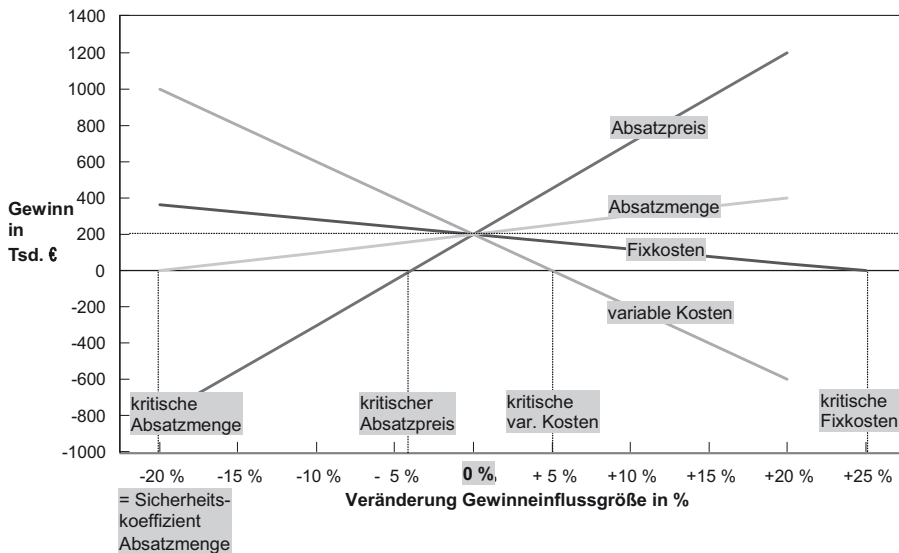 1400
1200
1000
800
600
400
200
0
-200
-400
-600
-800
-1000
Gewinn
in
Tsd. €
Absatzpreis
Absatzmenge
Fixkosten
variable Kosten
kritische
Absatzmenge
kritischer
Absatzpreis
kritische
var. Kosten
kritische
Fixkosten
-20 % -15 % -10 % - 5 % 0 % + 5 % +10 % +15 % +20 % +25 %
Veränderung Gewinneinflussgröße in %
= Sicherheits-
koeffizient
Absatzmenge